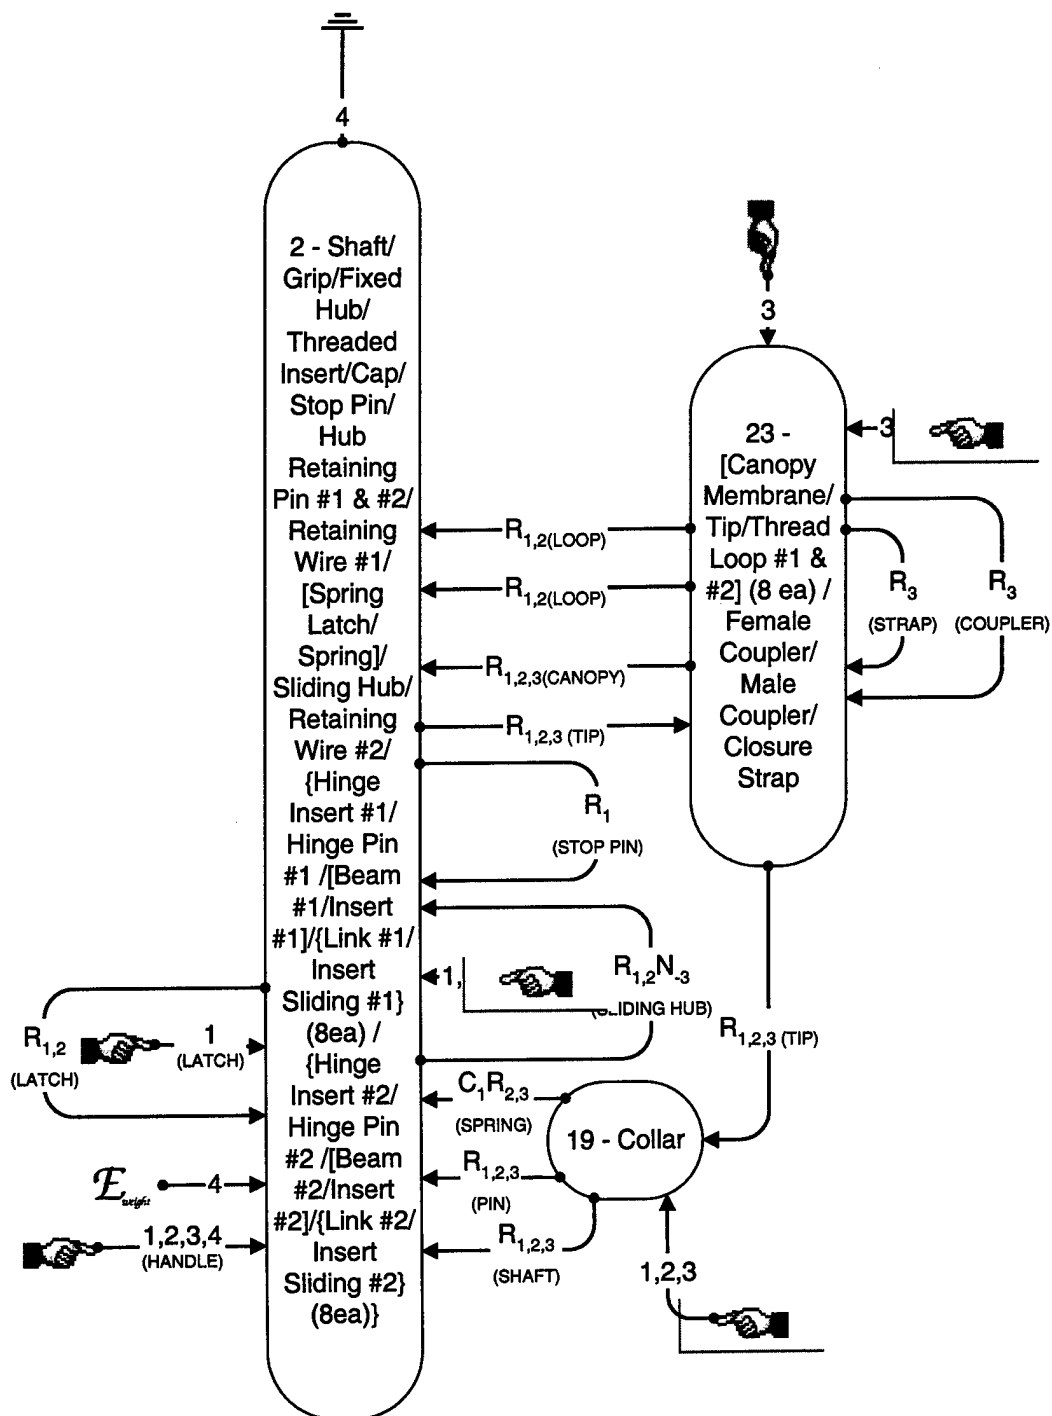 4
2 - Shaft/
Grip/Fixed
Hub/
Threaded
Insert/Cap/
Stop Pin/
Hub
Retaining
Pin #1 & #2/
Retaining
Wire #1/
[Spring
Latch/
Spring]/
Sliding Hub/
Retaining
Wire #2/
{Hinge
Insert #1/
Hinge Pin
#1 /[Beam
#1/Insert
#1]/{Link #1/
Insert
Sliding #1}
(8ea) /
{Hinge
Insert #2/
Hinge Pin
#2 /[Beam
#2/Insert
#2]/{Link #2/
Insert
Sliding #2}
(8ea)}
3
3
23 -
[Canopy
Membrane/
Tip/Thread
Loop #1 &
#2] (8 ea) /
Female
Coupler/
Male
Coupler/
Closure
Strap
R1,2(LOOP)
R1,2(LOOP)
R1,2,3(CANOPY)
R1,2,3 (TIP)
R3
(STRAP)
R3
(COUPLER)
R1
(STOP PIN)
1,
R1,2N-3
(SLIDING HUB)
R1,2
(LATCH)
1
(LATCH)
R1,2,3 (TIP)
C1R2,3
(SPRING)
19 - Collar
R1,2,3
(PIN)
R1,2,3
(SHAFT)
Eweight
4
1,2,3,4
(HANDLE)
1,2,3